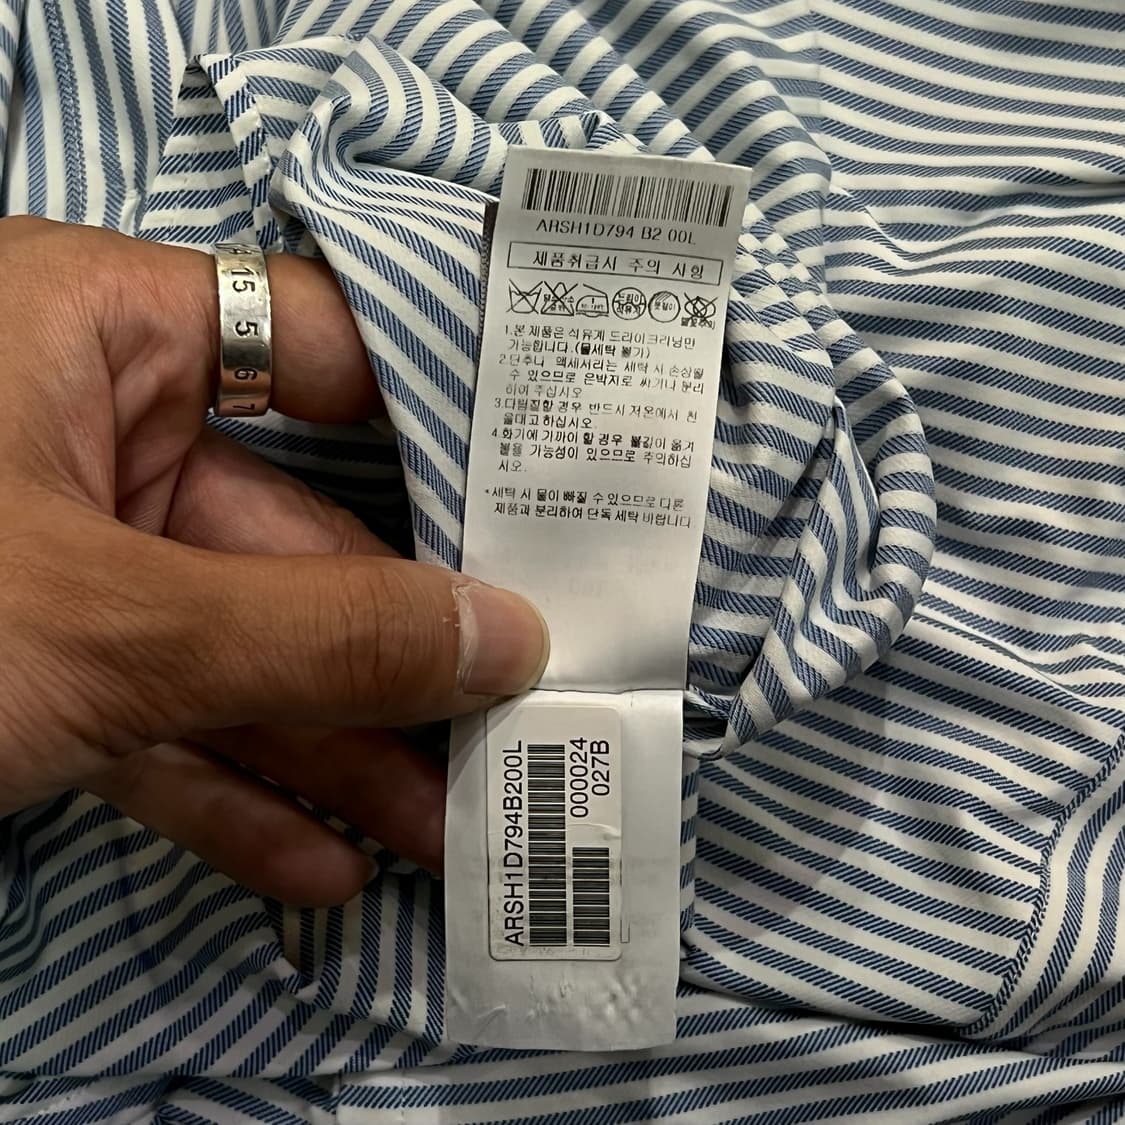 ARSH1D794 B2 00L
제품취급시 주의 사항
드라이
석유계
1.본 제품은 석유계 드라이크리닝만
가능합니다.(물세탁 불가)
2.단추나 액세서리는 세탁 시 손상될
수 있으므로 은박지로 싸거나 분리
하여 주십시오
3.다림질할 경우 반드시 저온에서 천
을대고 하십시오.
4.화기에 가까이 할 경우 불길이 옮겨
붙을 가능성이 있으므로 주의하십
시오.
*세탁 시 물이 빠질 수 있으므로 다른
제품과 분리하여 단독 세탁 바랍니다
ARSH1D794B200L
000024
027B
15 5 6 7